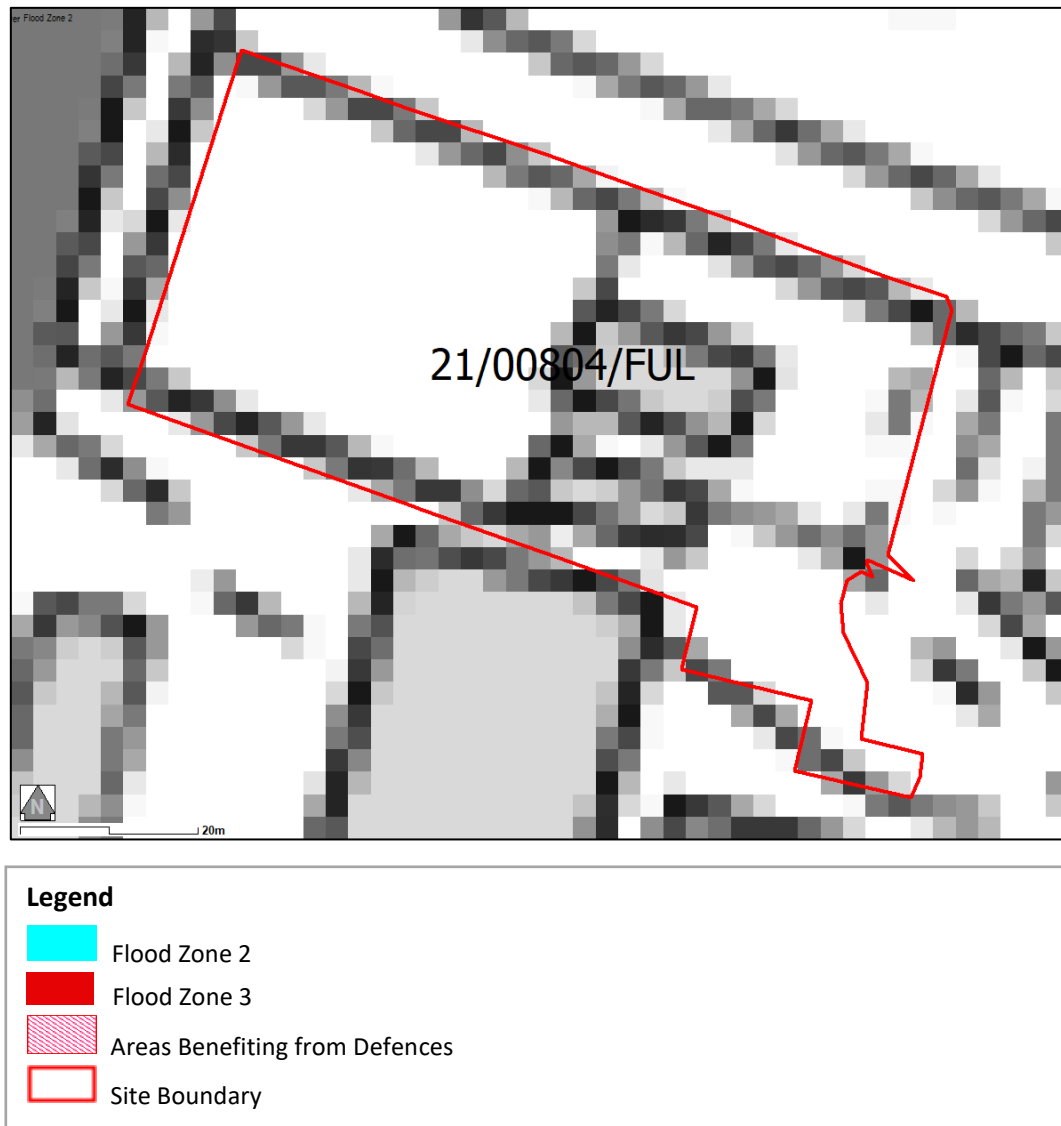 er Flood Zone 2
21/00804/FUL
N
20m
Legend
Flood Zone 2
Flood Zone 3
Areas Benefiting from Defences
Site Boundary